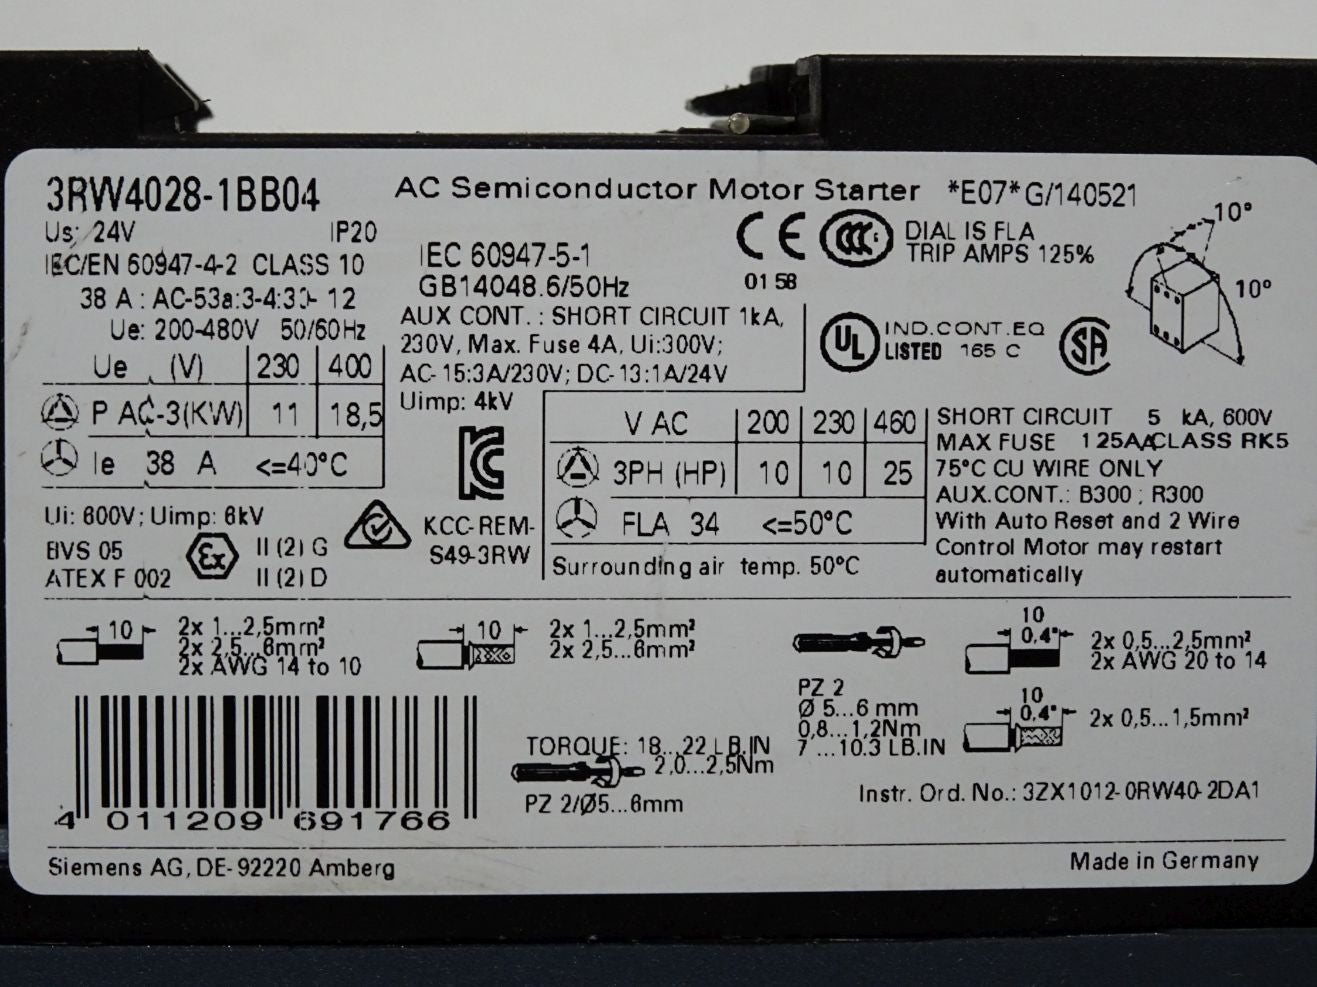 3RW4028-1BB04
AC Semiconductor Motor Starter *E07* G/140521
Us: 24V IP20
IEC/EN 60947-4-2 CLASS 10
38 A : AC-53a:3-4:30- 12
Ue: 200-480V 50/60Hz
Ue (V) 230 400
P AC-3(KW) 11 18,5
Ie 38 A <=40°C
Ui: 600V; Uimp: 6kV
BVS 05
ATEX F 002
Ex
II (2) G
II (2) D
IEC 60947-5-1
GB14048.6/50Hz
AUX CONT. : SHORT CIRCUIT 1kA,
230V, Max. Fuse 4A, Ui:300V;
AC-15:3A/230V; DC-13:1A/24V
Uimp: 4kV
KCC-REM-
S49-3RW
CE
01 58
CCC
DIAL IS FLA
TRIP AMPS 125%
10°
10°
UL
IND.CONT.EQ
LISTED 165 C
SA
V AC 200 230 460
3PH (HP) 10 10 25
FLA 34 <=50°C
Surrounding air temp. 50°C
SHORT CIRCUIT 5 kA, 600V
MAX FUSE 125AA,CLASS RK5
75°C CU WIRE ONLY
AUX.CONT.: B300 ; R300
With Auto Reset and 2 Wire
Control Motor may restart
automatically
10
2x 1...2,5mm²
2x 2,5...6mm²
2x AWG 14 to 10
10
2x 1...2,5mm²
2x 2,5...6mm²
PZ 2
Ø 5...6 mm
0,8...1,2Nm
7 ...10.3 LB.IN
10
0.4"
2x 0,5...2,5mm²
2x AWG 20 to 14
10
0.4"
2x 0,5...1,5mm²
TORQUE: 18...22 LB.IN
2,0...2,5Nm
PZ 2/Ø5...6mm
Instr. Ord. No.: 3ZX1012-0RW40-2DA1
4 011209 691766
Siemens AG, DE-92220 Amberg
Made in Germany